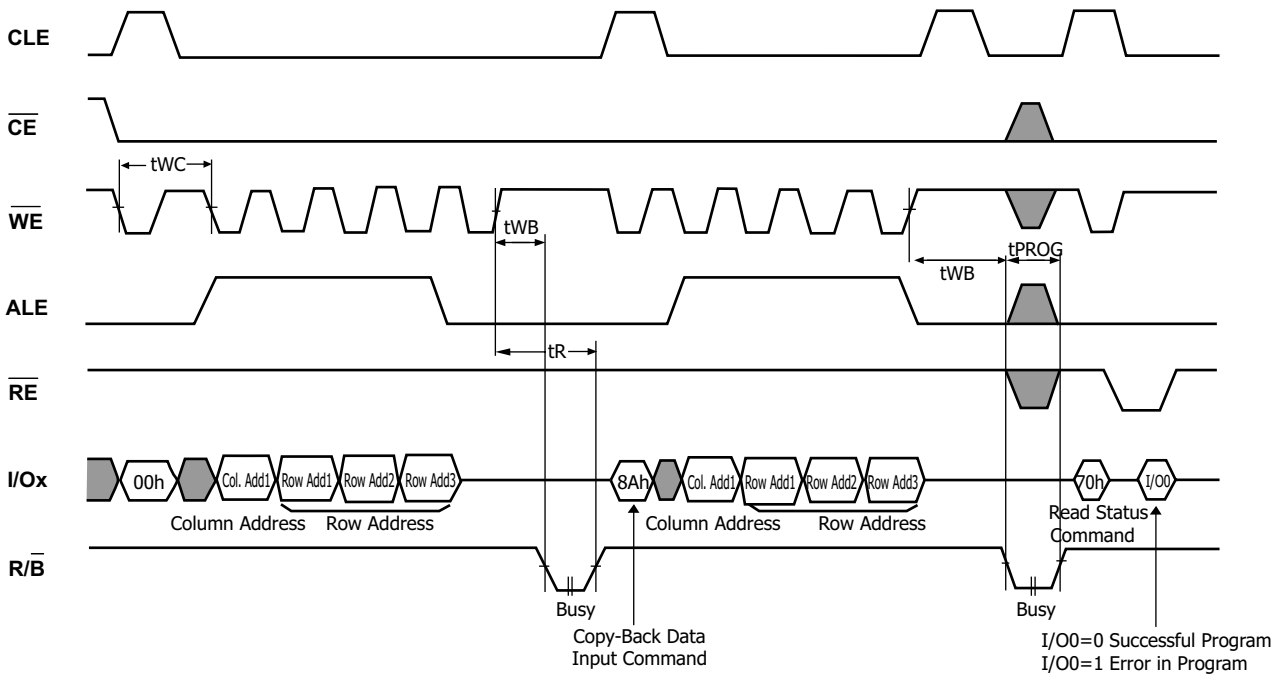 CLE
CE
tWC
WE
tWB
tPROG
tWB
ALE
tR
RE
I/Ox
00h
Col. Add1
Row Add1
Row Add2
Row Add3
8Ah
Col. Add1
Row Add1
Row Add2
Row Add3
70h
I/O0
Column Address
Row Address
Column Address
Row Address
Read Status
Command
R/B
Busy
Busy
Copy-Back Data
Input Command
I/O0=0 Successful Program
I/O0=1 Error in Program